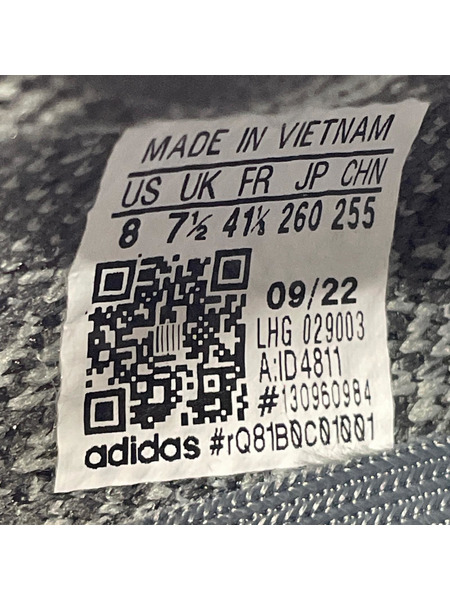 MADE IN VIETNAM
US UK FR JP CHN
8 7½ 41⅓ 260 255
09/22
LHG 029003
A:ID4811
#130960984
adidas #rQ81B0C01001